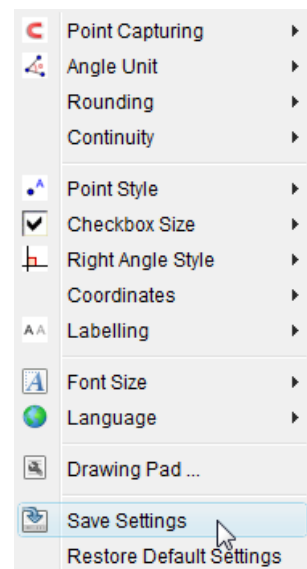 Point Capturing
Angle Unit
Rounding
Continuity
Point Style
Checkbox Size
Right Angle Style
Coordinates
AA Labelling
A Font Size
Language
Drawing Pad ...
Save Settings
Restore Default Settings